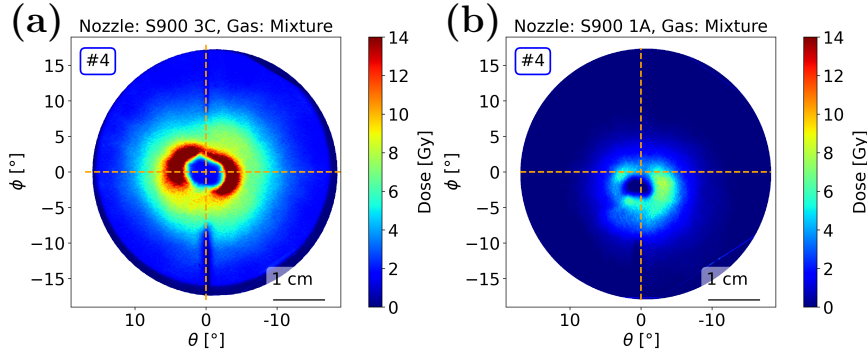 (a)
Nozzle: S900 3C, Gas: Mixture
#4
15
10
5
0
−5
−10
−15
ϕ [°]
10 0 -10
θ [°]
1 cm
14
12
10
8
6
4
2
0
Dose [Gy]
(b)
Nozzle: S900 1A, Gas: Mixture
#4
15
10
5
0
−5
−10
−15
ϕ [°]
10 0 -10
θ [°]
1 cm
14
12
10
8
6
4
2
0
Dose [Gy]